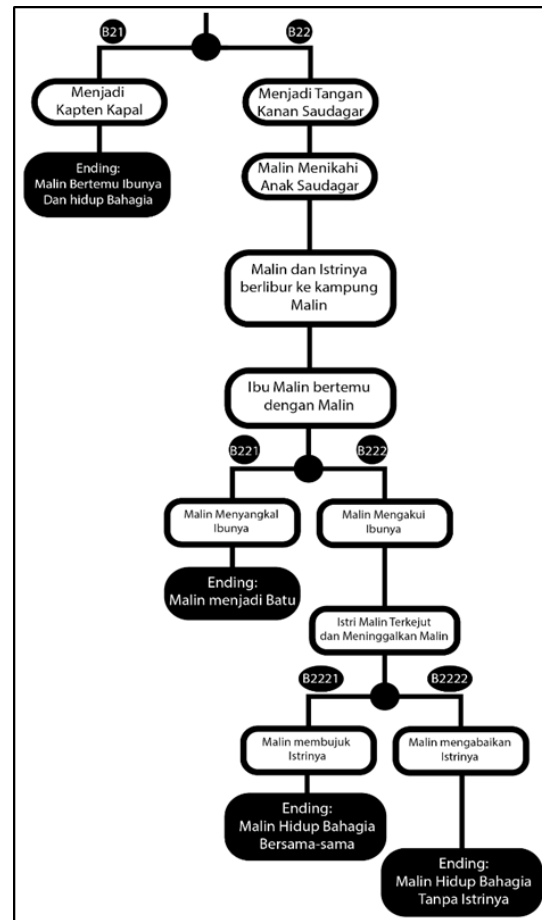 B21
B22
Menjadi
Kapten Kapal
Menjadi Tangan
Kanan Saudagar
Ending:
Malin Bertemu Ibunya
Dan hidup Bahagia
Malin Menikahi
Anak Saudagar
Malin dan Istrinya
berlibur ke kampung
Malin
Ibu Malin bertemu
dengan Malin
B221
B222
Malin Menyangkal
Ibunya
Malin Mengakui
Ibunya
Ending:
Malin menjadi Batu
Istri Malin Terkejut
dan Meninggalkan Malin
B2221
B2222
Malin membujuk
Istrinya
Malin mengabaikan
Istrinya
Ending:
Malin Hidup Bahagia
Bersama-sama
Ending:
Malin Hidup Bahagia
Tanpa Istrinya